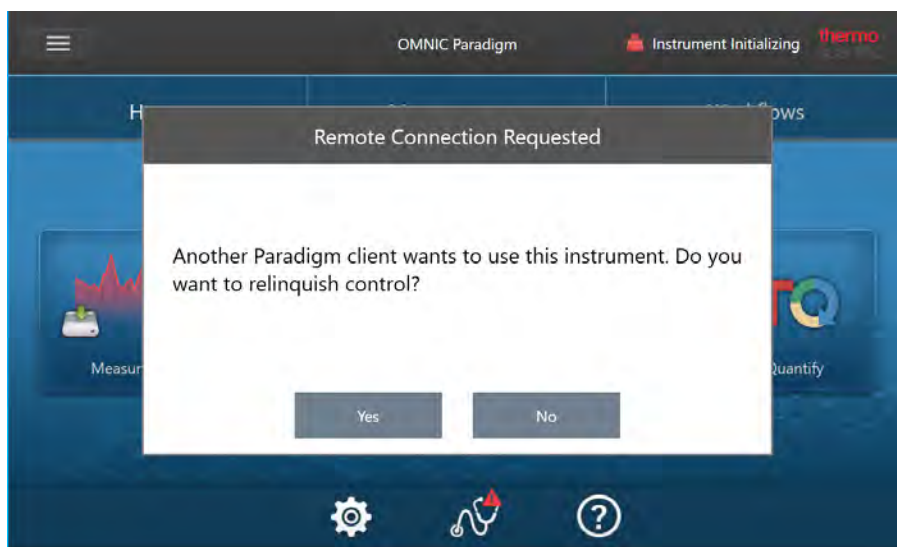 OMNIC Paradigm
Instrument Initializing
thermo
Remote Connection Requested
Another Paradigm client wants to use this instrument. Do you
want to relinquish control?
Measur
Quantify
Yes
No